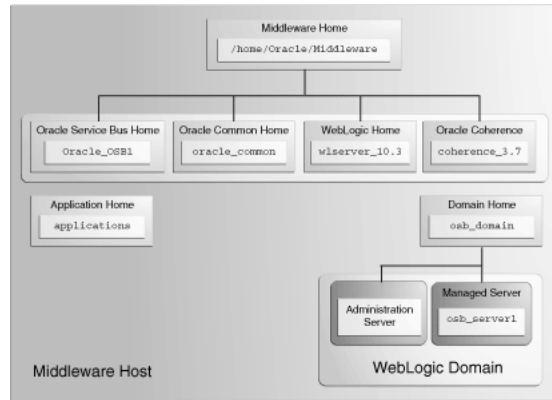 Middleware Home
/home/Oracle/Middleware
Oracle Service Bus Home
Oracle_OSB1
Oracle Common Home
oracle_common
WebLogic Home
wlserver_10.3
Oracle Coherence
coherence_3.7
Application Home
applications
Domain Home
osb_domain
Administration
Server
Managed Server
osb_server1
Middleware Host
WebLogic Domain